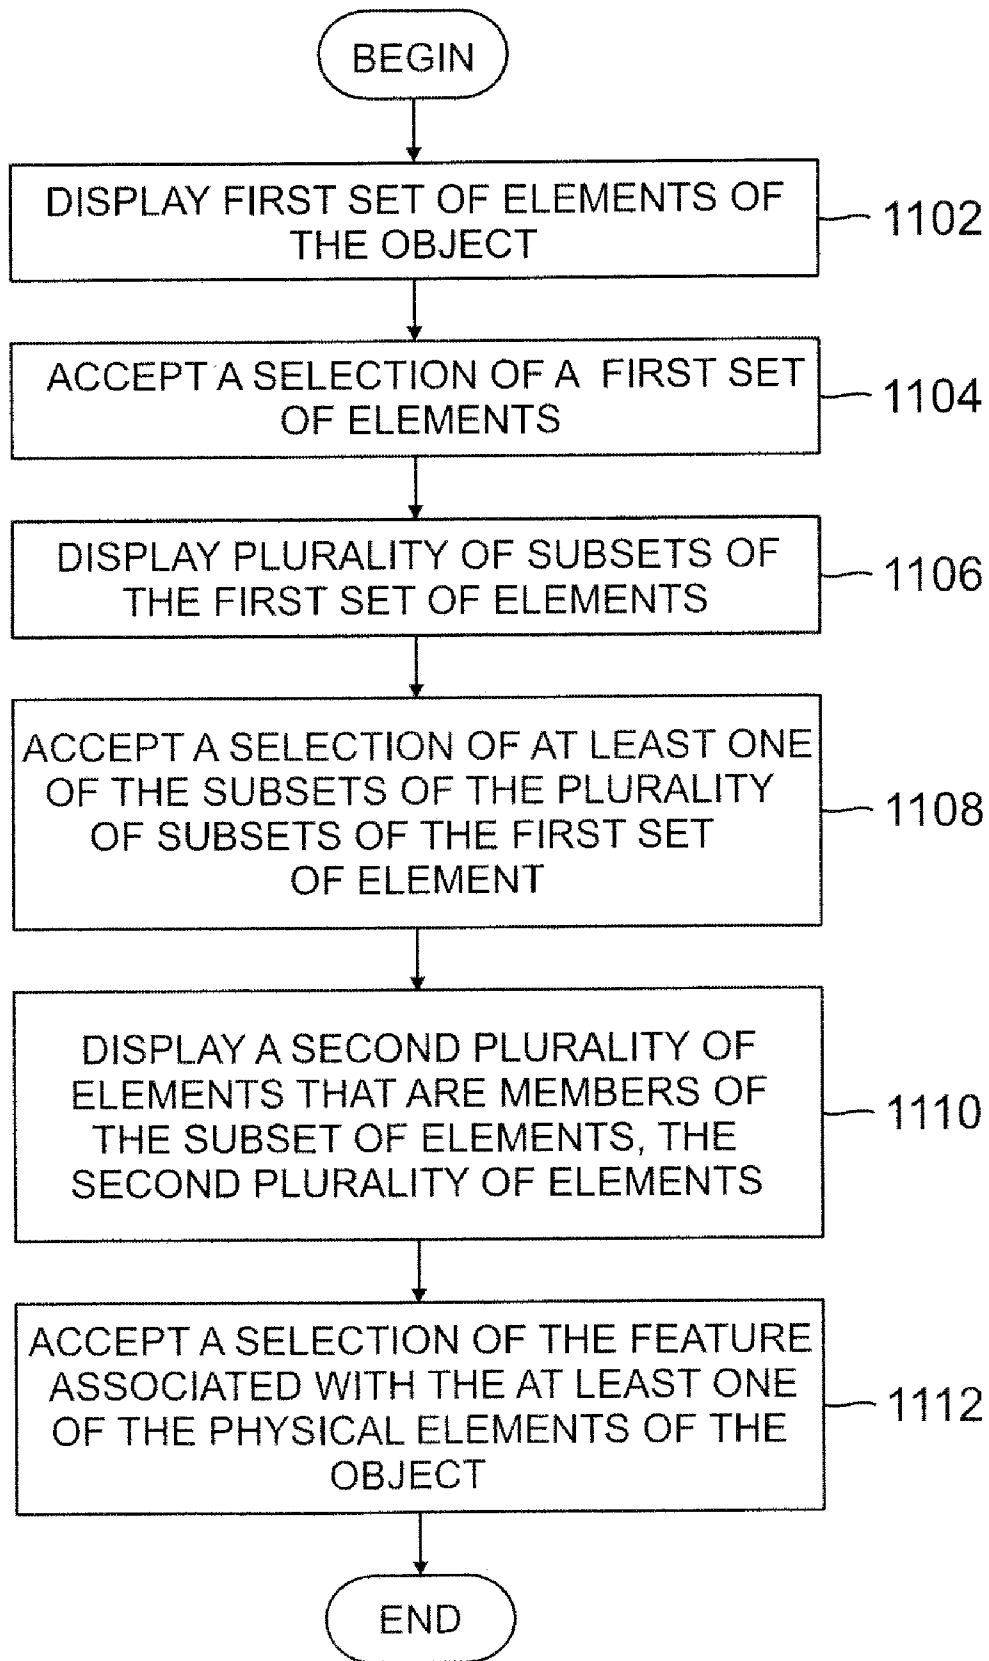 BEGIN
DISPLAY FIRST SET OF ELEMENTS OF
THE OBJECT
1102
ACCEPT A SELECTION OF A FIRST SET
OF ELEMENTS
1104
DISPLAY PLURALITY OF SUBSETS OF
THE FIRST SET OF ELEMENTS
1106
ACCEPT A SELECTION OF AT LEAST ONE
OF THE SUBSETS OF THE PLURALITY
OF SUBSETS OF THE FIRST SET
OF ELEMENT
1108
DISPLAY A SECOND PLURALITY OF
ELEMENTS THAT ARE MEMBERS OF
THE SUBSET OF ELEMENTS, THE
SECOND PLURALITY OF ELEMENTS
1110
ACCEPT A SELECTION OF THE FEATURE
ASSOCIATED WITH THE AT LEAST ONE
OF THE PHYSICAL ELEMENTS OF THE
OBJECT
1112
END